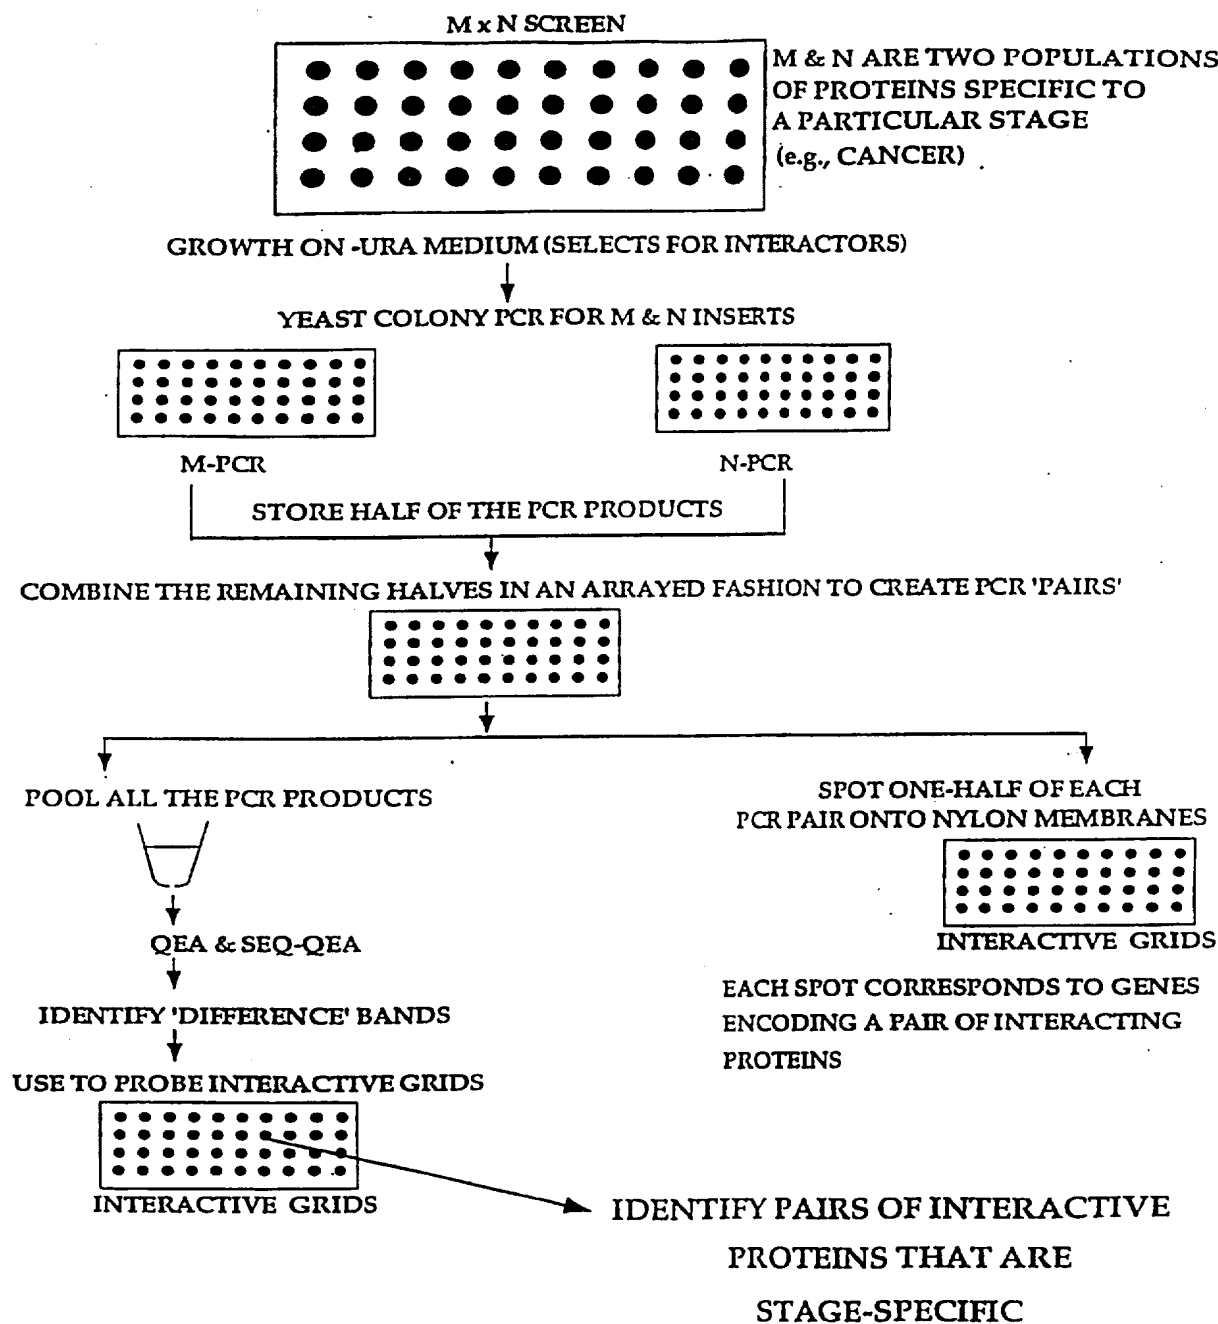 M x N SCREEN
M & N ARE TWO POPULATIONS
OF PROTEINS SPECIFIC TO
A PARTICULAR STAGE
(e.g., CANCER)
GROWTH ON -URA MEDIUM (SELECTS FOR INTERACTORS)
YEAST COLONY PCR FOR M & N INSERTS
M-PCR
N-PCR
STORE HALF OF THE PCR PRODUCTS
COMBINE THE REMAINING HALVES IN AN ARRAYED FASHION TO CREATE PCR 'PAIRS'
POOL ALL THE PCR PRODUCTS
QEA & SEQ-QEA
IDENTIFY 'DIFFERENCE' BANDS
USE TO PROBE INTERACTIVE GRIDS
INTERACTIVE GRIDS
SPOT ONE-HALF OF EACH
PCR PAIR ONTO NYLON MEMBRANES
INTERACTIVE GRIDS
EACH SPOT CORRESPONDS TO GENES
ENCODING A PAIR OF INTERACTING
PROTEINS
IDENTIFY PAIRS OF INTERACTIVE
PROTEINS THAT ARE
STAGE-SPECIFIC